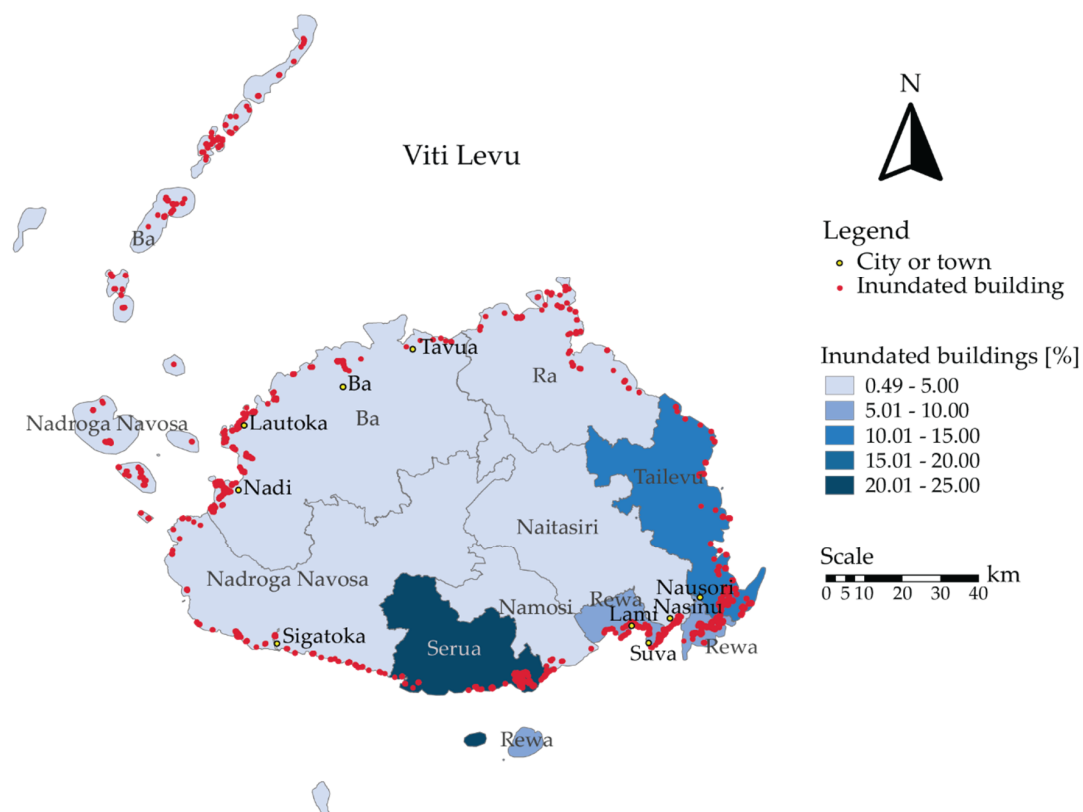 N
Viti Levu
Legend
City or town
Inundated building
Ba
Tavua
Inundated buildings [%]
0.49 - 5.00
5.01 - 10.00
10.01 - 15.00
15.01 - 20.00
20.01 - 25.00
Ra
Ba
Ba
Nadroga Navosa
Lautoka
Tailevu
Nadi
Naitasiri
Scale
km
0 5 10 20 30 40
Nadroga Navosa
Nausori
Rewa
Namosi
Lami
Nasinu
Sigatoka
Serua
Suva
Rewa
Rewa